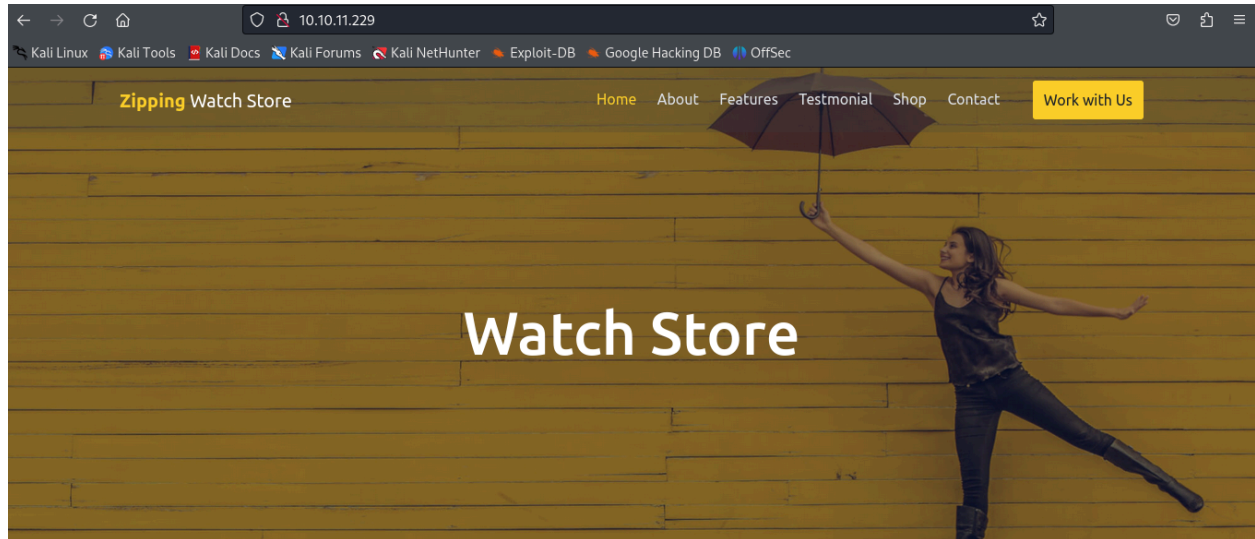 10.10.11.229
Kali Linux Kali Tools Kali Docs Kali Forums Kali NetHunter Exploit-DB Google Hacking DB OffSec
Zipping Watch Store Home About Features Testmonial Shop Contact Work with Us
Watch Store